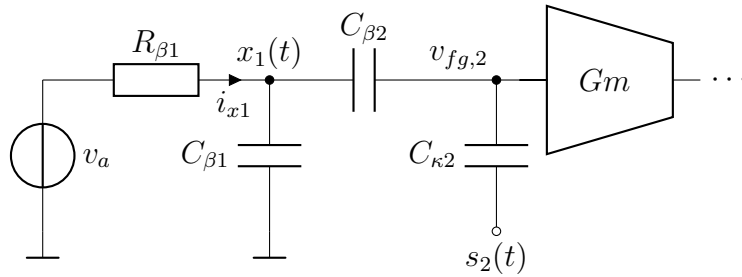 C_{β2}
R_{β1}
x_1(t)
v_{fg,2}
Gm
···
i_{x1}
v_a
C_{β1}
C_{κ2}
s_2(t)